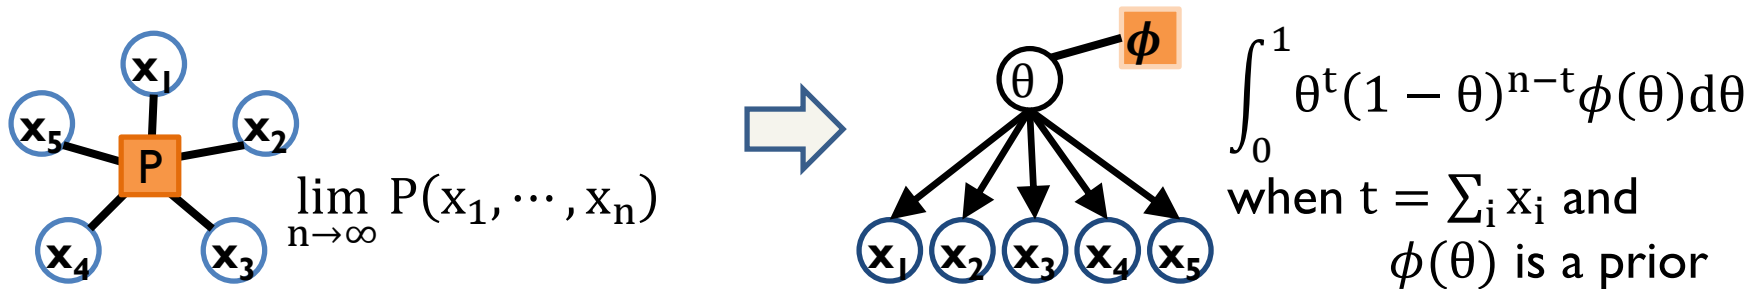 x₁
x₅
x₂
P
x₄
x₃
lim n→∞ P(x₁, ⋯, xₙ)
ϕ
θ
x₁ x₂ x₃ x₄ x₅
∫₀¹ θᵗ(1 − θ)ⁿ⁻ᵗϕ(θ)dθ
when t = ∑ᵢ xᵢ and
ϕ(θ) is a prior